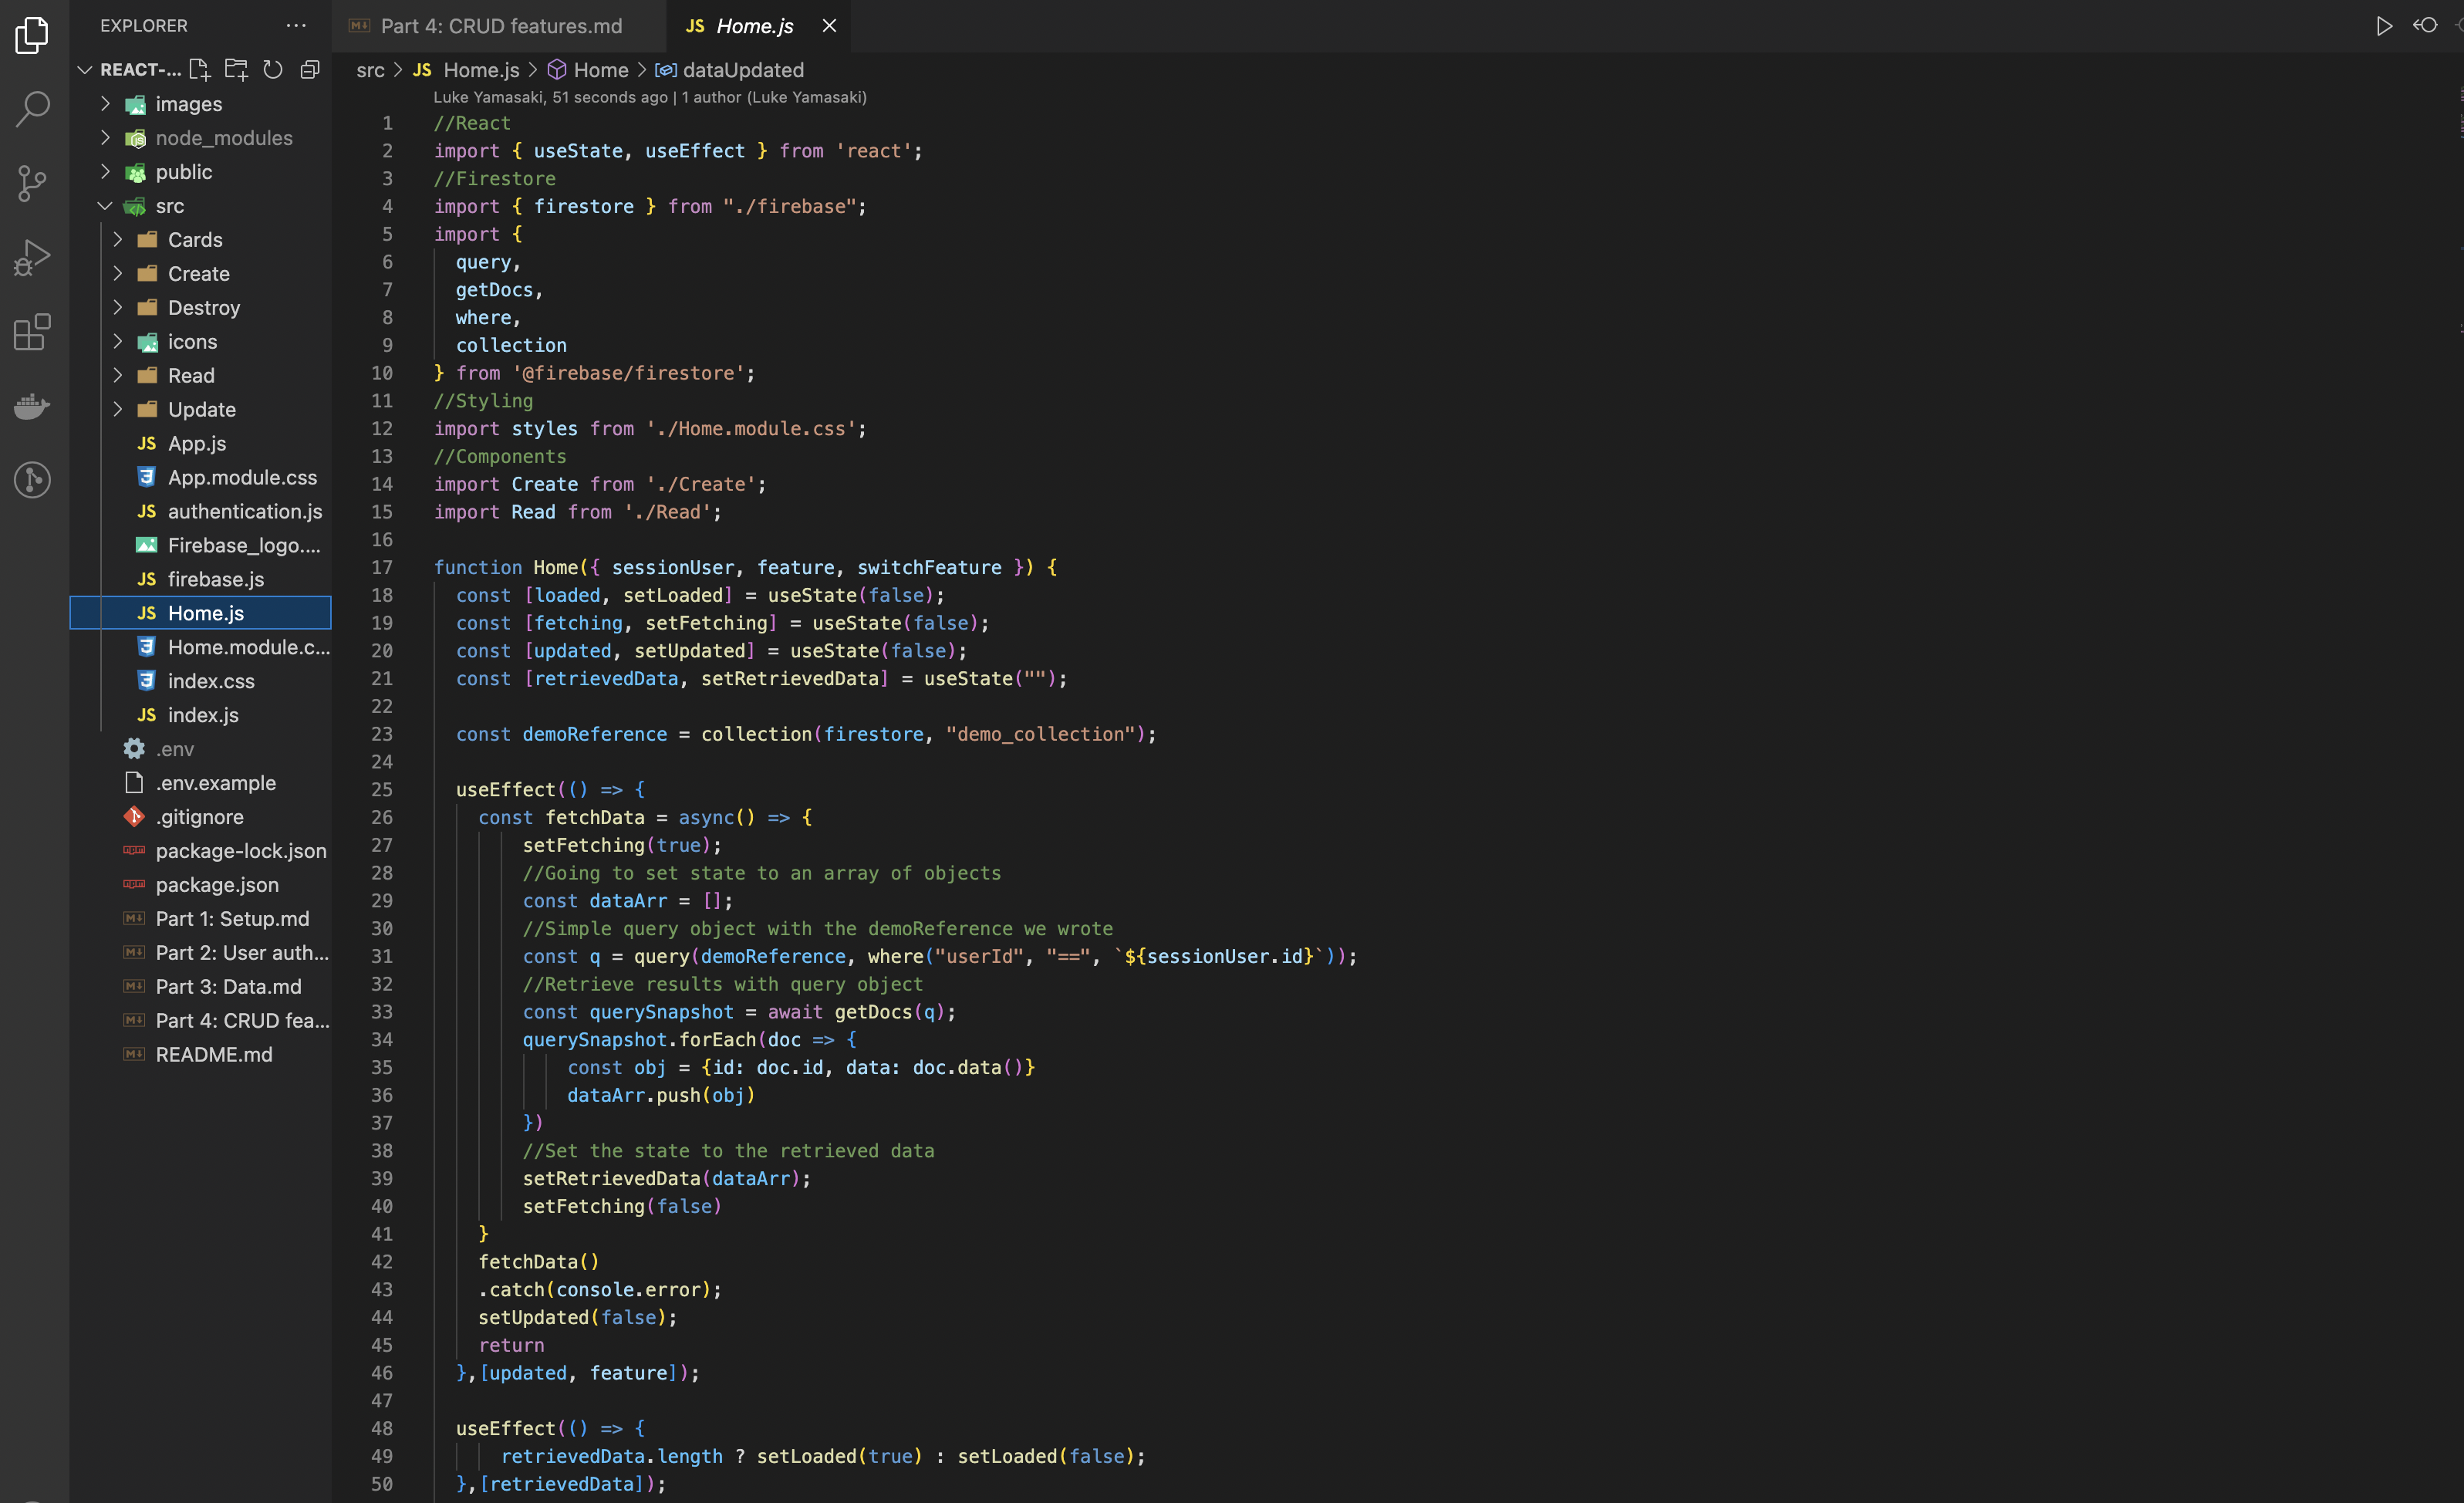 EXPLORER
REACT-...
images
node_modules
public
src
Cards
Create
Destroy
icons
Read
Update
JS App.js
App.module.css
JS authentication.js
Firebase_logo....
JS firebase.js
JS Home.js
Home.module.c...
index.css
JS index.js
.env
.env.example
.gitignore
package-lock.json
package.json
Part 1: Setup.md
Part 2: User auth...
Part 3: Data.md
Part 4: CRUD fea...
README.md
Part 4: CRUD features.md
JS Home.js
src > JS Home.js > Home > dataUpdated
Luke Yamasaki, 51 seconds ago | 1 author (Luke Yamasaki)
1 //React
2 import { useState, useEffect } from 'react';
3 //Firestore
4 import { firestore } from "./firebase";
5 import {
6   query,
7   getDocs,
8   where,
9   collection
10 } from '@firebase/firestore';
11 //Styling
12 import styles from './Home.module.css';
13 //Components
14 import Create from './Create';
15 import Read from './Read';
16
17 function Home({ sessionUser, feature, switchFeature }) {
18   const [loaded, setLoaded] = useState(false);
19   const [fetching, setFetching] = useState(false);
20   const [updated, setUpdated] = useState(false);
21   const [retrievedData, setRetrievedData] = useState("");
22
23   const demoReference = collection(firestore, "demo_collection");
24
25   useEffect(() => {
26     const fetchData = async() => {
27         setFetching(true);
28         //Going to set state to an array of objects
29         const dataArr = [];
30         //Simple query object with the demoReference we wrote
31         const q = query(demoReference, where("userId", "==", `${sessionUser.id}`));
32         //Retrieve results with query object
33         const querySnapshot = await getDocs(q);
34         querySnapshot.forEach(doc => {
35             const obj = {id: doc.id, data: doc.data()}
36             dataArr.push(obj)
37         })
38         //Set the state to the retrieved data
39         setRetrievedData(dataArr);
40         setFetching(false)
41     }
42     fetchData()
43     .catch(console.error);
44     setUpdated(false);
45     return
46   },[updated, feature]);
47
48   useEffect(() => {
49       retrievedData.length ? setLoaded(true) : setLoaded(false);
50   },[retrievedData]);